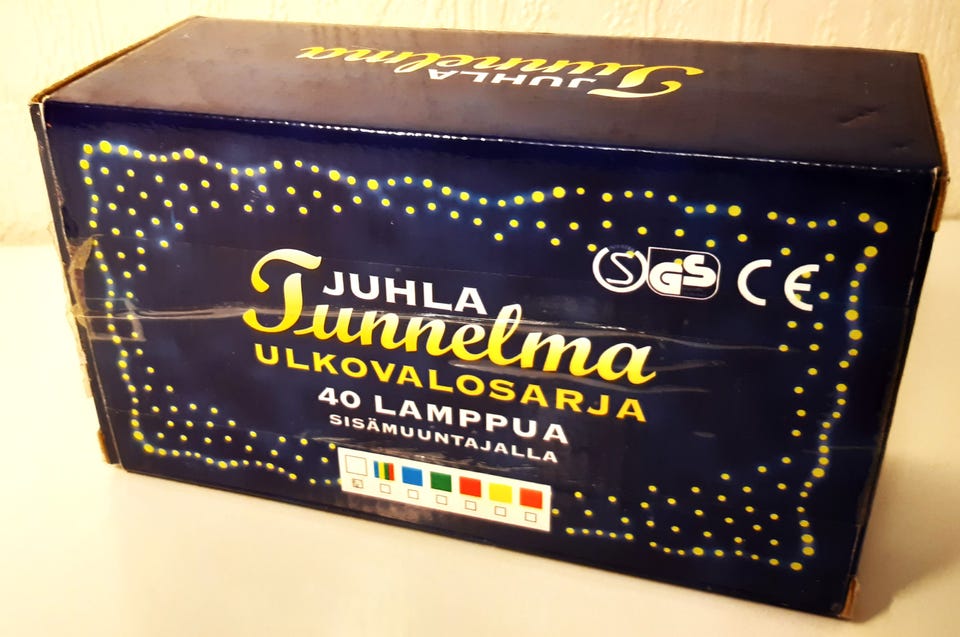 JUHLA
Tunnelma
JUHLA
Tunnelma
ULKOVALOSARJA
40 LAMPPUA
SISÄMUUNTAJALLA
S GS CE